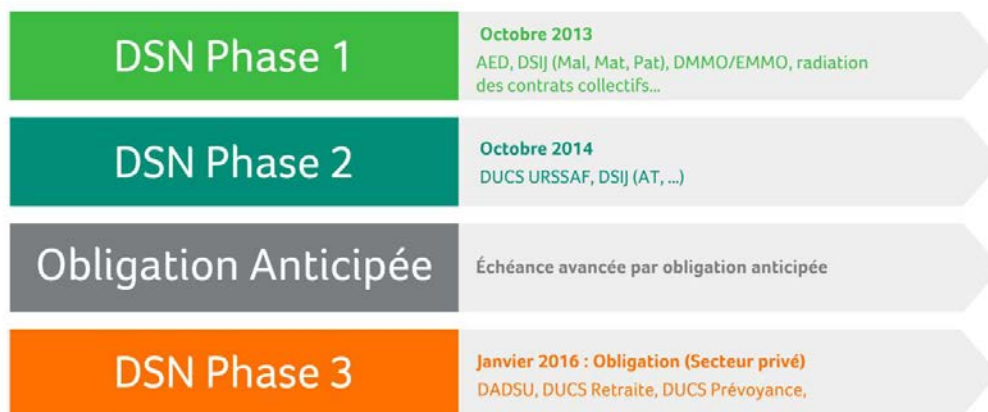 DSN Phase 1
Octobre 2013
AED, DSIJ (Mal, Mat, Pat), DMMO/EMMO, radiation
des contrats collectifs...
DSN Phase 2
Octobre 2014
DUCS URSSAF, DSIJ (AT, ...)
Obligation Anticipée
Échéance avancée par obligation anticipée
DSN Phase 3
Janvier 2016 : Obligation (Secteur privé)
DADSU, DUCS Retraite, DUCS Prévoyance,